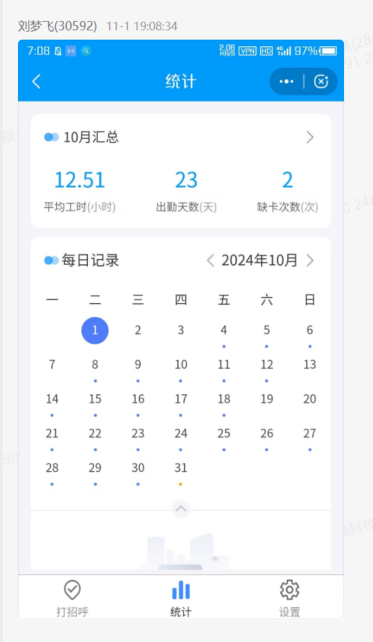 刘梦飞(30592) 11-1 19:08:34
7:08 2.06 KB/S VPN HD 97%
统计
10月汇总
12.51 23 2
平均工时(小时) 出勤天数(天) 缺卡次数(次)
每日记录 2024年10月
一 二 三 四 五 六 日
1 2 3 4 5 6
7 8 9 10 11 12 13
14 15 16 17 18 19 20
21 22 23 24 25 26 27
28 29 30 31
打招呼 统计 设置